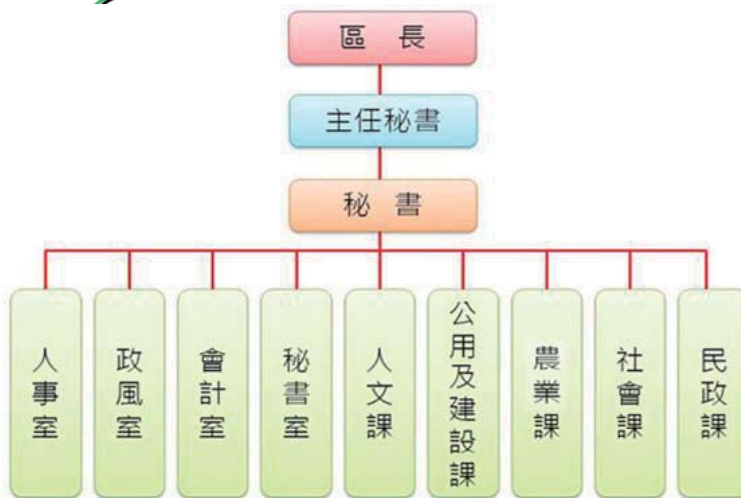 區長
主任秘書
秘書
人事室
政風室
會計室
秘書室
人文課
公用及建設課
農業課
社會課
民政課